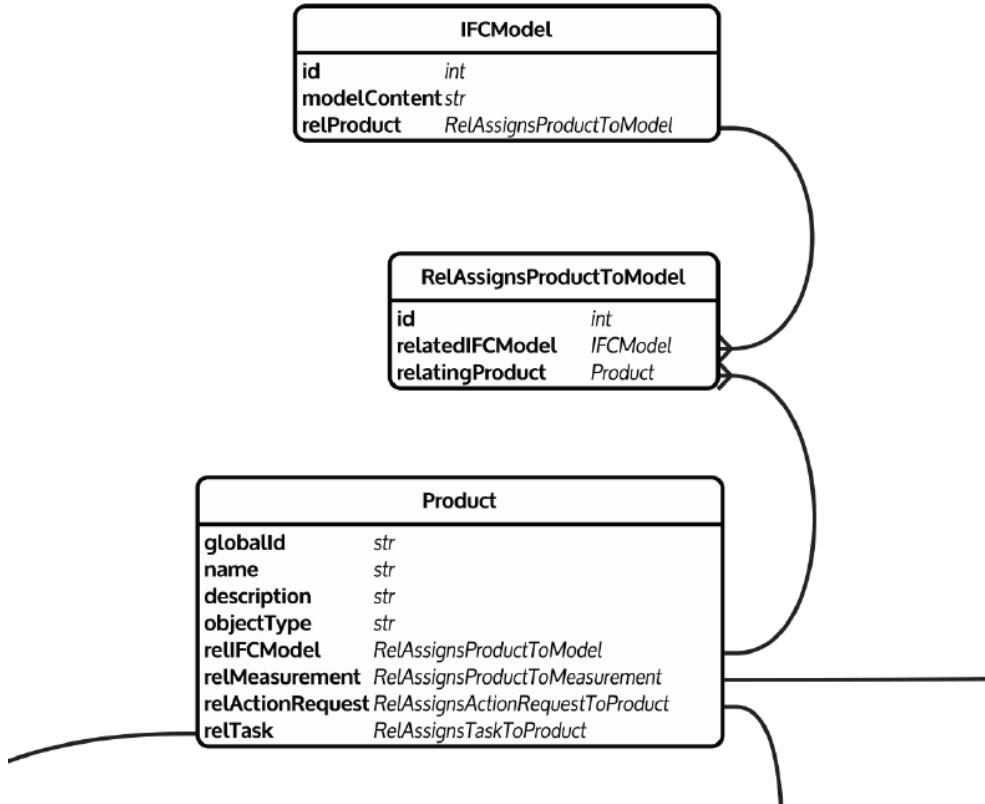 IFCModel
id int
modelContent str
relProduct RelAssignsProductToModel
RelAssignsProductToModel
id int
relatedIFCModel IFCModel
relatingProduct Product
Product
globalId str
name str
description str
objectType str
relIFCModel RelAssignsProductToModel
relMeasurement RelAssignsProductToMeasurement
relActionRequest RelAssignsActionRequestToProduct
relTask RelAssignsTaskToProduct